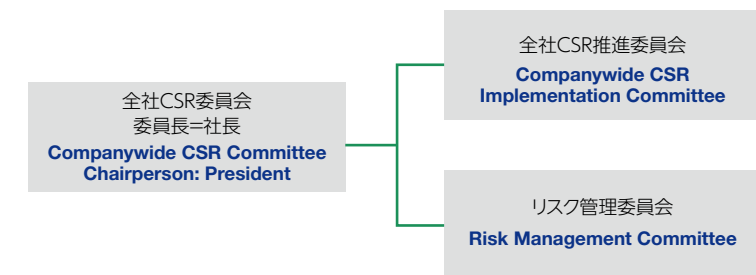 全社CSR委員会
委員長=社長
Companywide CSR Committee
Chairperson: President
全社CSR推進委員会
Companywide CSR
Implementation Committee
リスク管理委員会
Risk Management Committee